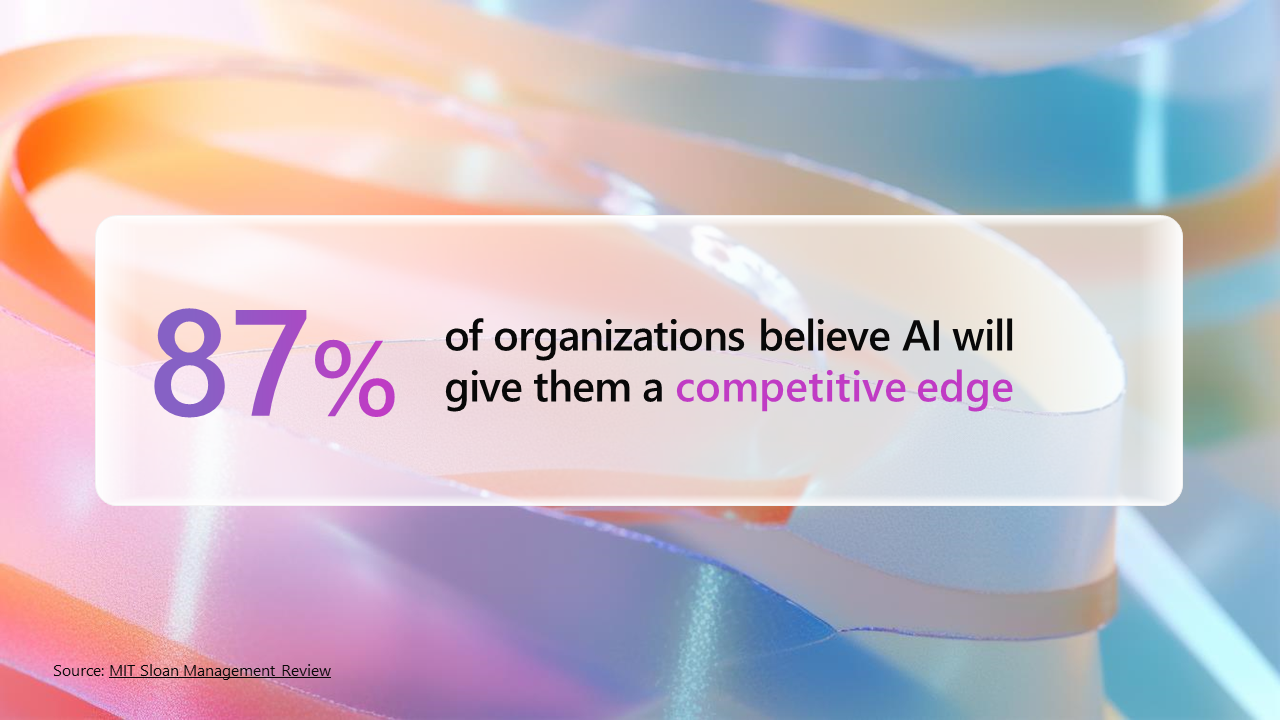 87%
of organizations believe AI will
give them a competitive edge
Source: MIT Sloan Management Review